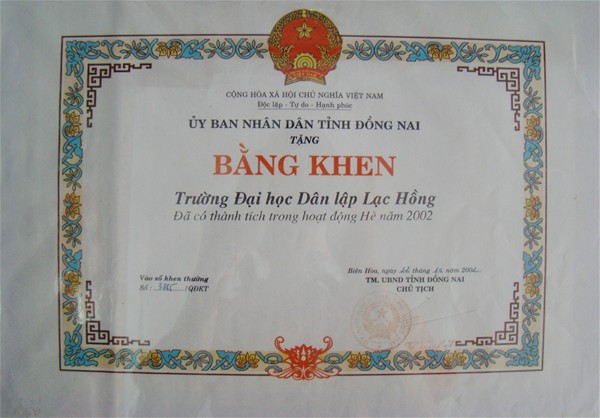 CỘNG HÒA XÃ HỘI CHỦ NGHĨA VIỆT NAM
Độc lập - Tự do - Hạnh phúc
ỦY BAN NHÂN DÂN TỈNH ĐỒNG NAI
TẶNG
BẰNG KHEN
Trường Đại học Dân lập Lạc Hồng
Đã có thành tích trong hoạt động Hè năm 2002
Biên Hòa, ngày tháng năm 2002
TM. UBND TỈNH ĐỒNG NAI
CHỦ TỊCH
Vào sổ khen thưởng
Số: /QĐKT